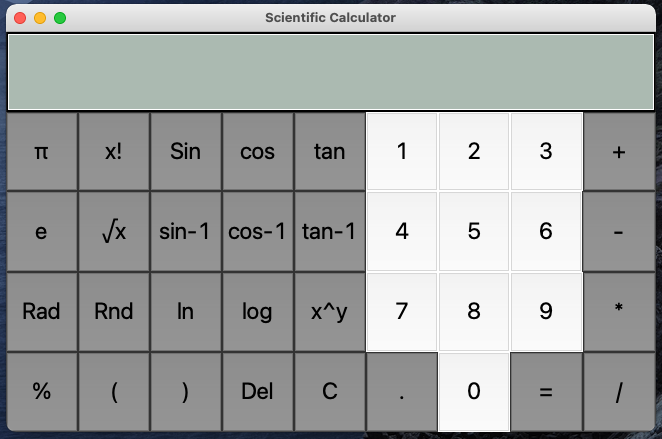 Scientific Calculator
π x! Sin cos tan 1 2 3 +
e √x sin-1 cos-1 tan-1 4 5 6 -
Rad Rnd ln log x^y 7 8 9 *
% ( ) Del C . 0 = /